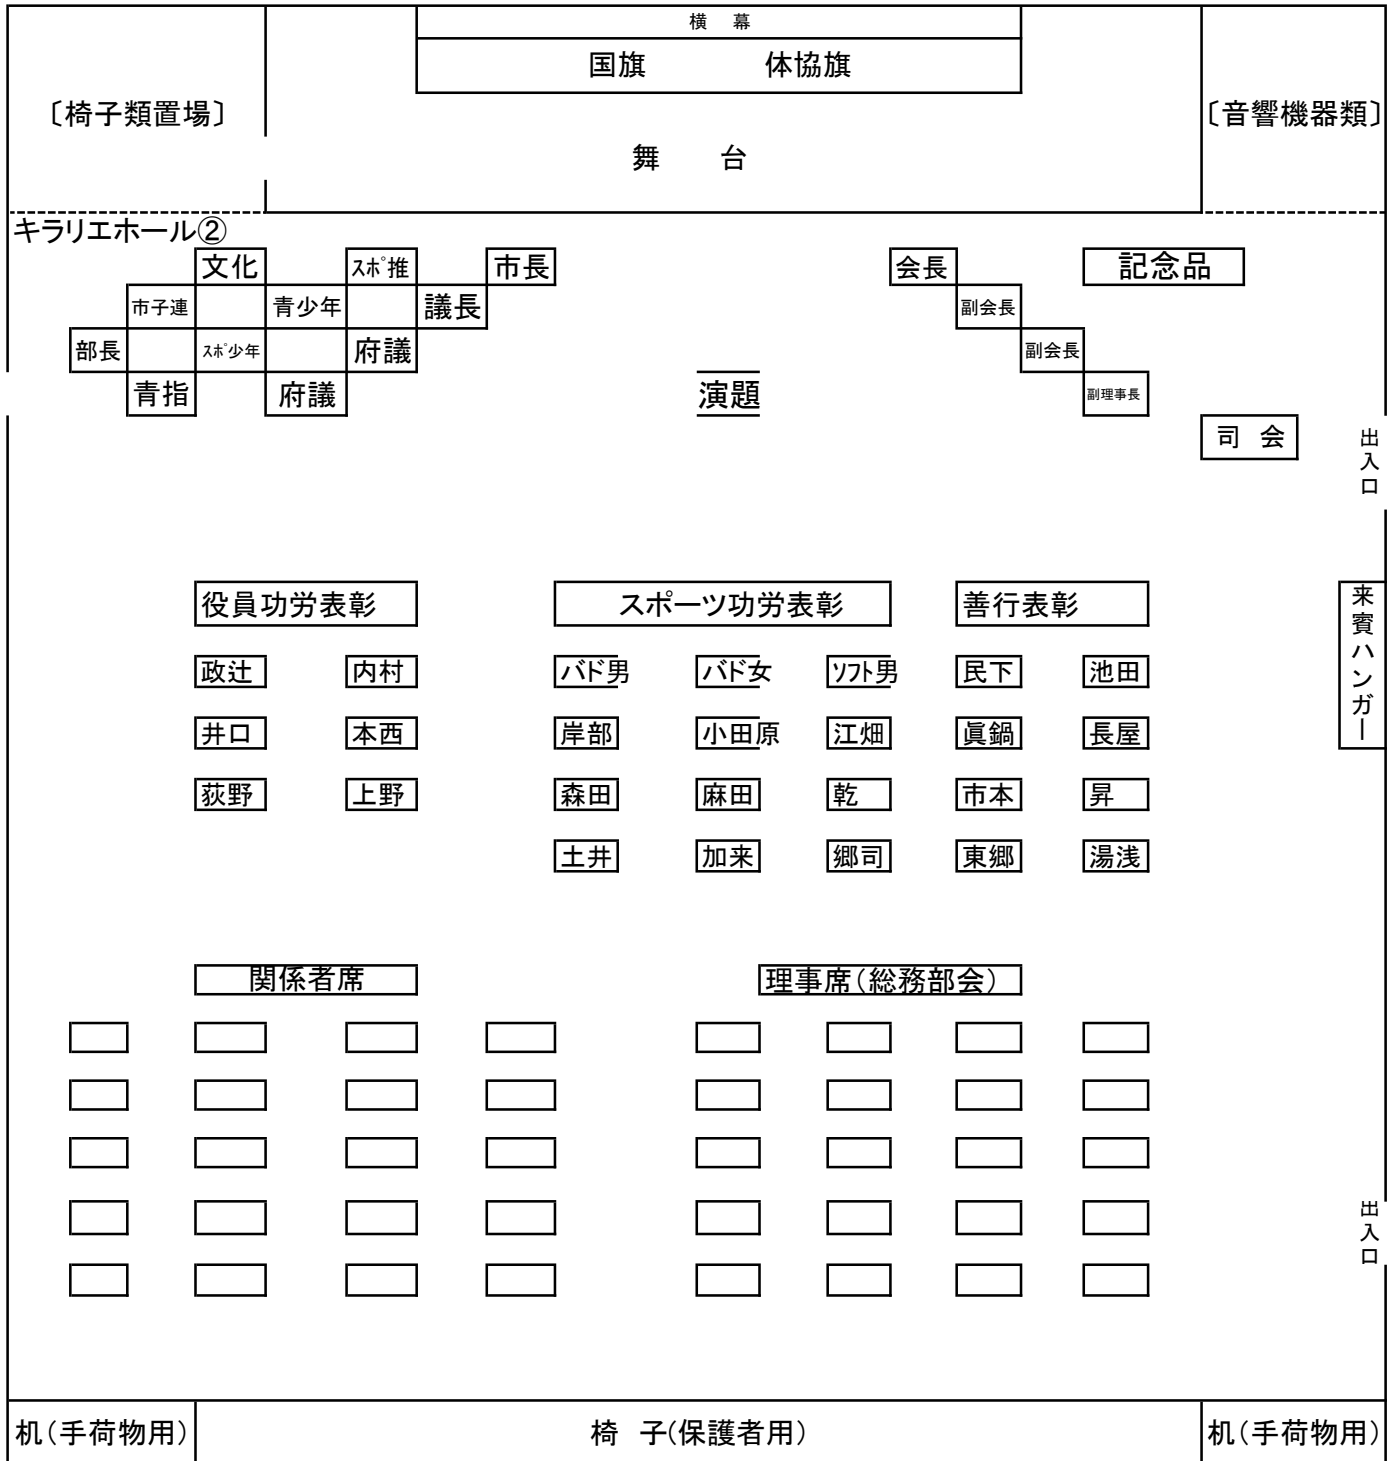 横　幕
国旗　　　体協旗
〔椅子類置場〕
〔音響機器類〕
舞　台
キラリエホール②
文化　ｽﾎﾟ推　市長　会長　記念品
市子連　青少年　議長　副会長
部長　ｽﾎﾟ少年　府議　副会長
青指　府議　演題　副理事長
司　会
出入口
役員功労表彰　スポーツ功労表彰　善行表彰
来賓ハンガー
政辻　内村　バド男　バド女　ソフト男　民下　池田
井口　本西　岸部　小田原　江畑　眞鍋　長屋
荻野　上野　森田　麻田　乾　市本　昇
土井　加来　郷司　東郷　湯浅
関係者席　理事席（総務部会）
出入口
机（手荷物用）　椅　子（保護者用）　机（手荷物用）